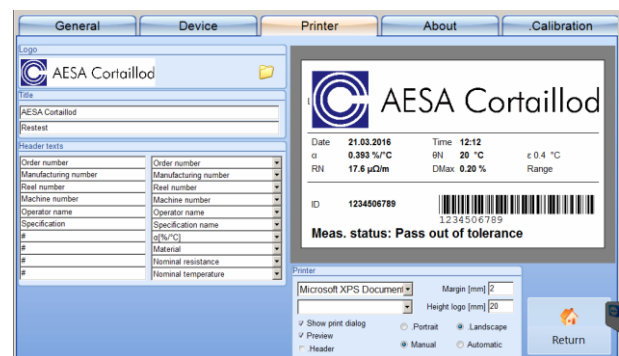 General Device Printer About .Calibration
Logo
AESA Cortaillod
Title
AESA Cortaillod
Restest
Header texts
Order number Order number
Manufacturing number Manufacturing number
Reel number Reel number
Machine number Machine number
Operator name Operator name
Specification Specification name
# α[%/°C]
# Material
# Nominal resistance
# Nominal temperature
AESA Cortaillod
Date 21.03.2016 Time 12:12
α 0.393 %/°C θN 20 °C ε 0.4 °C
RN 17.6 μΩ/m DMax 0.20 % Range
ID 1234506789
1234506789
Meas. status: Pass out of tolerance
Printer
Microsoft XPS Document Margin [mm] 2
Height logo [mm] 20
Show print dialog .Portrait .Landscape
Preview Manual Automatic
.Header
Return